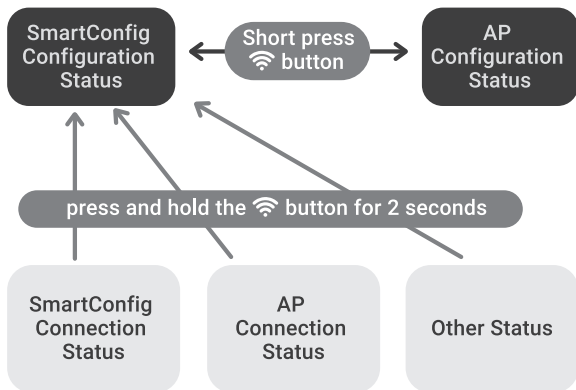 SmartConfig
Configuration
Status
Short press
button
AP
Configuration
Status
press and hold the button for 2 seconds
SmartConfig
Connection
Status
AP
Connection
Status
Other Status